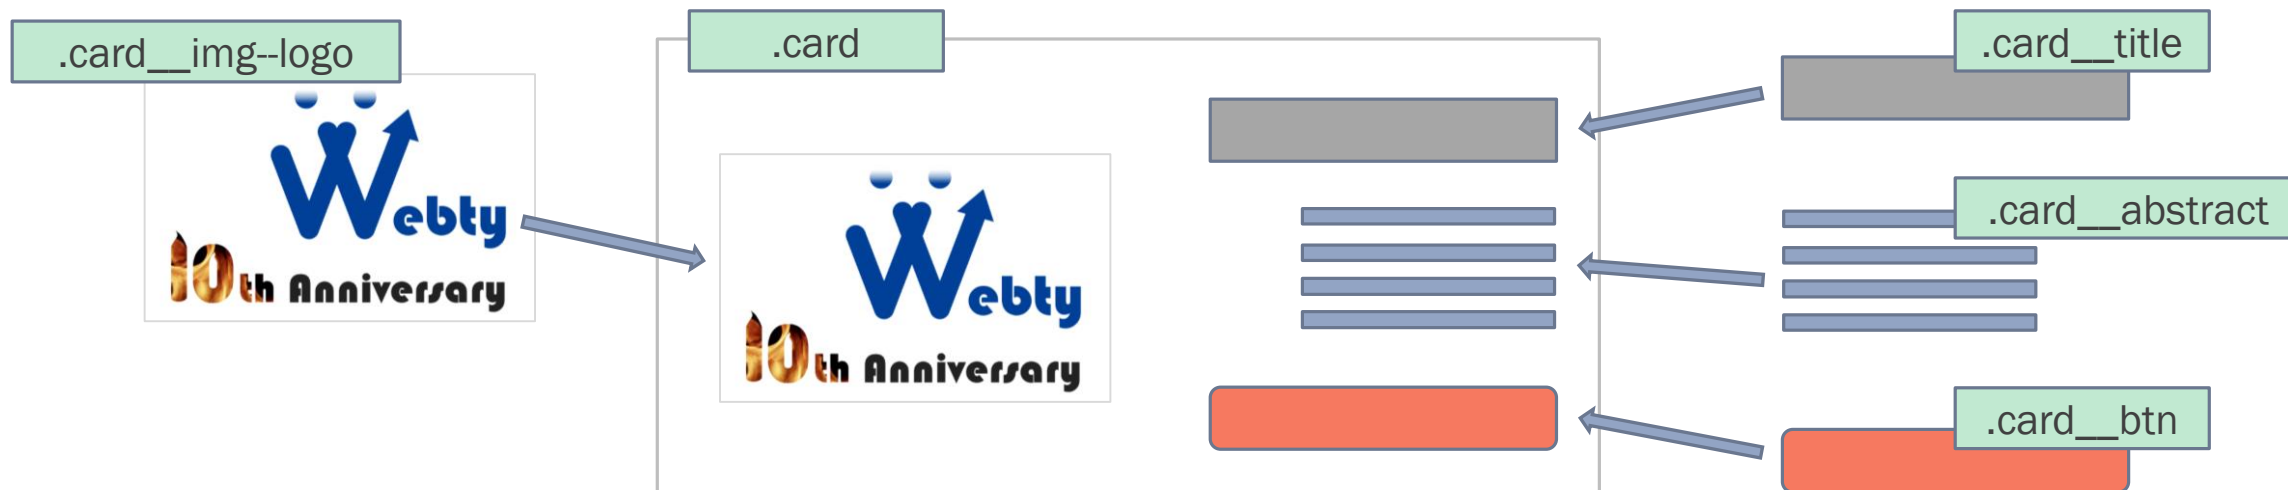 .card__img--logo
.card
.card__title
Webty
10th Anniversary
Webty
10th Anniversary
.card__abstract
.card__btn